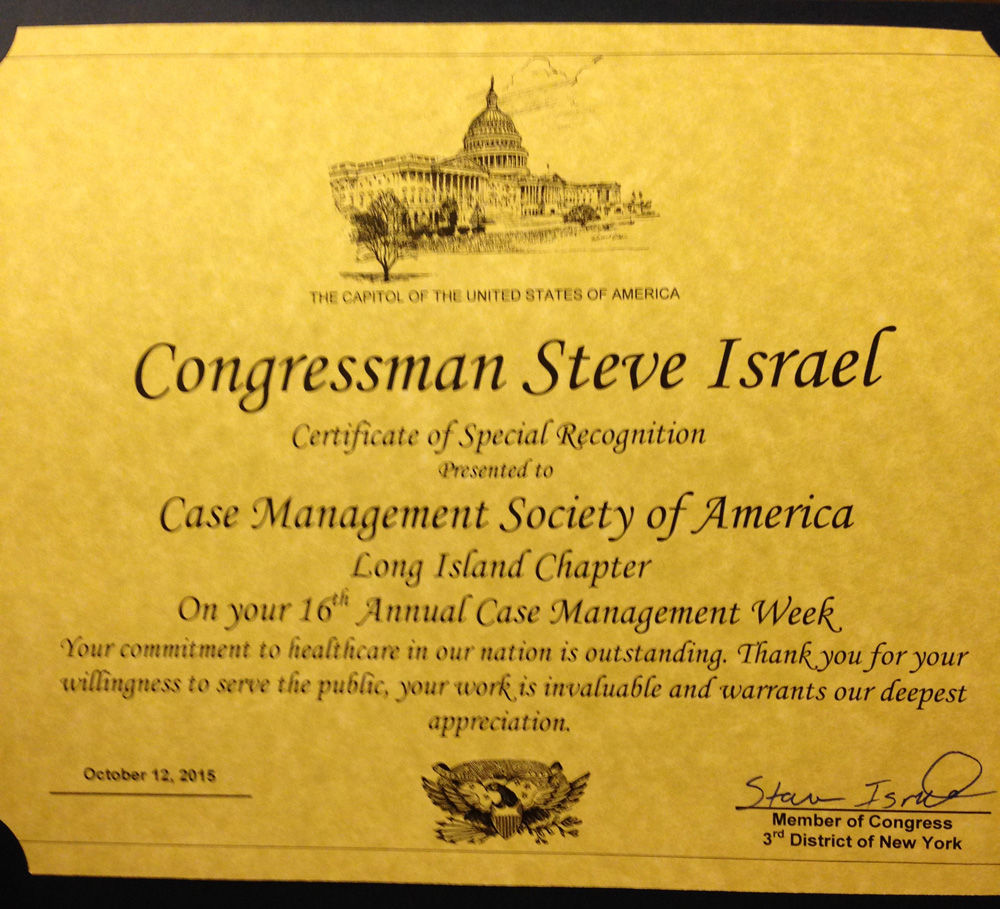 THE CAPITOL OF THE UNITED STATES OF AMERICA
Congressman Steve Israel
Certificate of Special Recognition
Presented to
Case Management Society of America
Long Island Chapter
On your 16th Annual Case Management Week
Your commitment to healthcare in our nation is outstanding. Thank you for your
willingness to serve the public, your work is invaluable and warrants our deepest
appreciation.
October 12, 2015
Steve Israel
Member of Congress
3rd District of New York